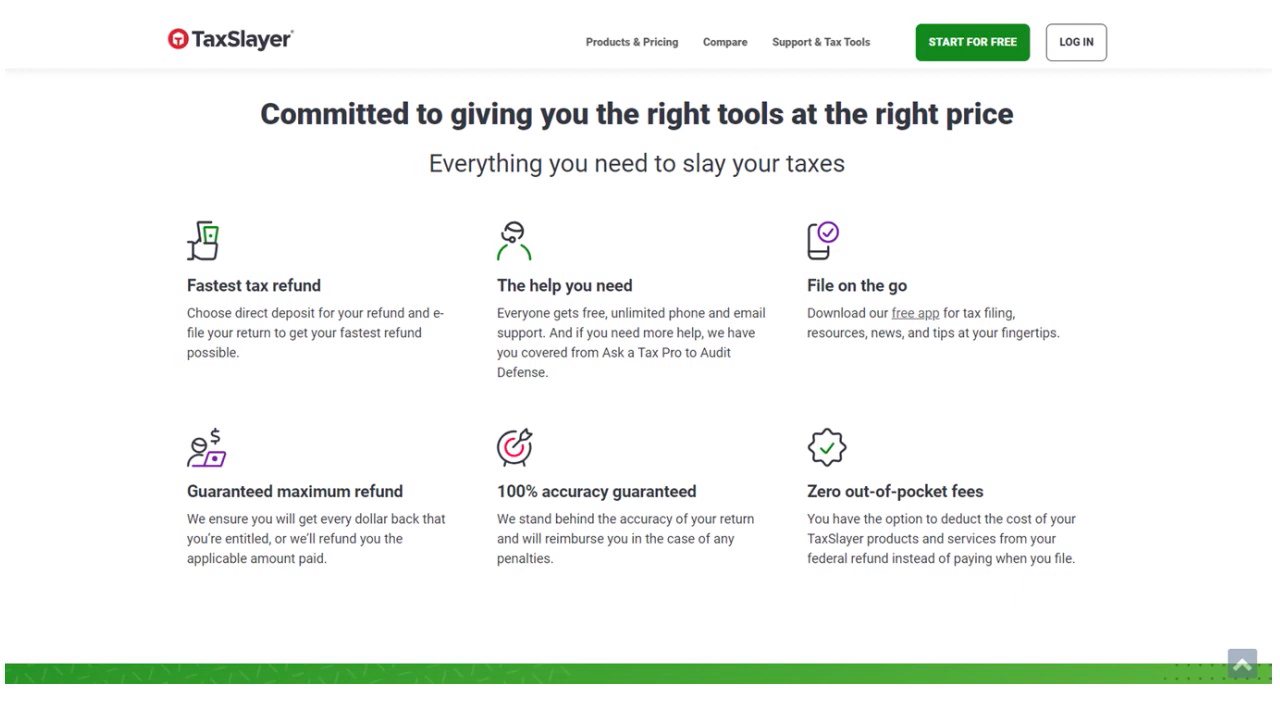 TaxSlayer
Products & Pricing
Compare
Support & Tax Tools
START FOR FREE
LOG IN
Committed to giving you the right tools at the right price
Everything you need to slay your taxes
Fastest tax refund
Choose direct deposit for your refund and e-
file your return to get your fastest refund
possible.
The help you need
Everyone gets free, unlimited phone and email
support. And if you need more help, we have
you covered from Ask a Tax Pro to Audit
Defense.
File on the go
Download our free app for tax filing,
resources, news, and tips at your fingertips.
Guaranteed maximum refund
We ensure you will get every dollar back that
you're entitled, or we'll refund you the
applicable amount paid.
100% accuracy guaranteed
We stand behind the accuracy of your return
and will reimburse you in the case of any
penalties.
Zero out-of-pocket fees
You have the option to deduct the cost of your
TaxSlayer products and services from your
federal refund instead of paying when you file.